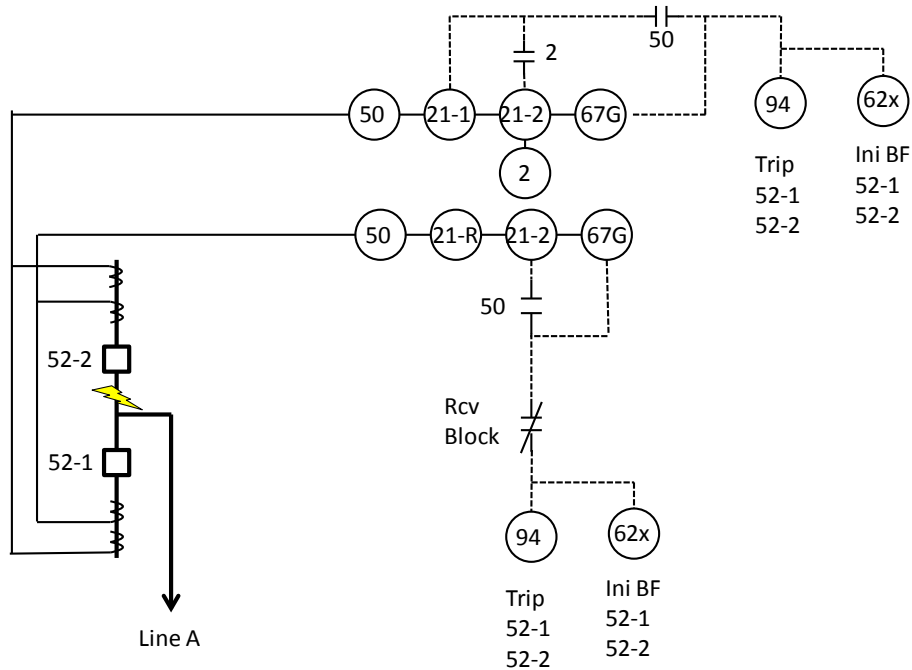 50
2
50
21-1
21-2
67G
94
62x
2
Trip
52-1
52-2
Ini BF
52-1
52-2
50
21-R
21-2
67G
50
52-2
Rcv
Block
52-1
94
62x
Trip
52-1
52-2
Ini BF
52-1
52-2
Line A